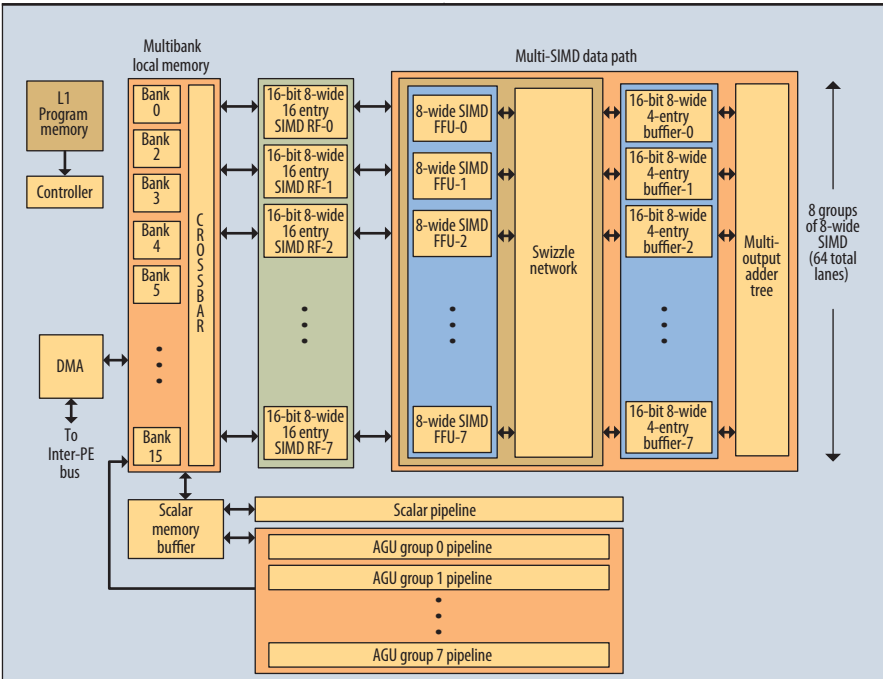 Multibank
local memory
Multi-SIMD data path
L1
Program
memory
Controller
Bank
0
Bank
2
Bank
3
Bank
4
Bank
5
Bank
15
CROSSBAR
16-bit 8-wide
16 entry
SIMD RF-0
16-bit 8-wide
16 entry
SIMD RF-1
16-bit 8-wide
16 entry
SIMD RF-2
16-bit 8-wide
16 entry
SIMD RF-7
8-wide SIMD
FFU-0
8-wide SIMD
FFU-1
8-wide SIMD
FFU-2
8-wide SIMD
FFU-7
Swizzle
network
16-bit 8-wide
4-entry
buffer-0
16-bit 8-wide
4-entry
buffer-1
16-bit 8-wide
4-entry
buffer-2
16-bit 8-wide
4-entry
buffer-7
Multi-
output
adder
tree
8 groups
of 8-wide
SIMD
(64 total
lanes)
DMA
To
Inter-PE
bus
Scalar
memory
buffer
Scalar pipeline
AGU group 0 pipeline
AGU group 1 pipeline
AGU group 7 pipeline